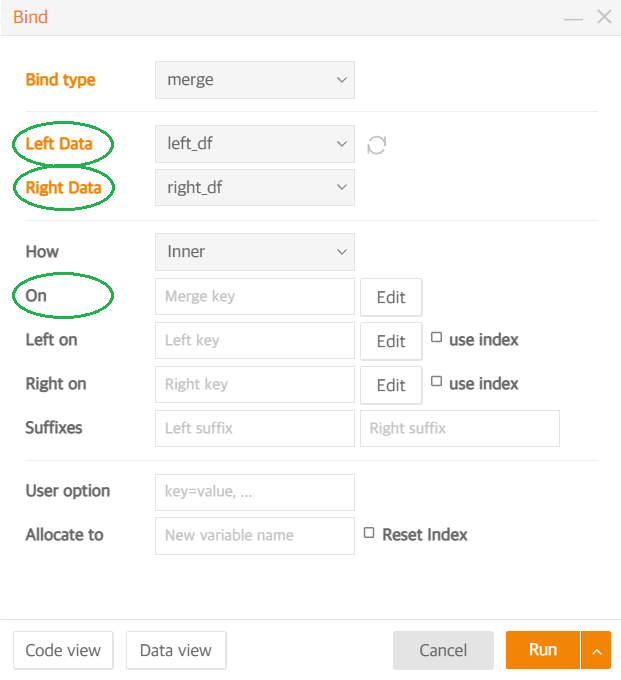 Bind
Bind type merge
Left Data left_df
Right Data right_df
How Inner
On Merge key Edit
Left on Left key Edit use index
Right on Right key Edit use index
Suffixes Left suffix Right suffix
User option key=value, ...
Allocate to New variable name Reset Index
Code view Data view Cancel Run